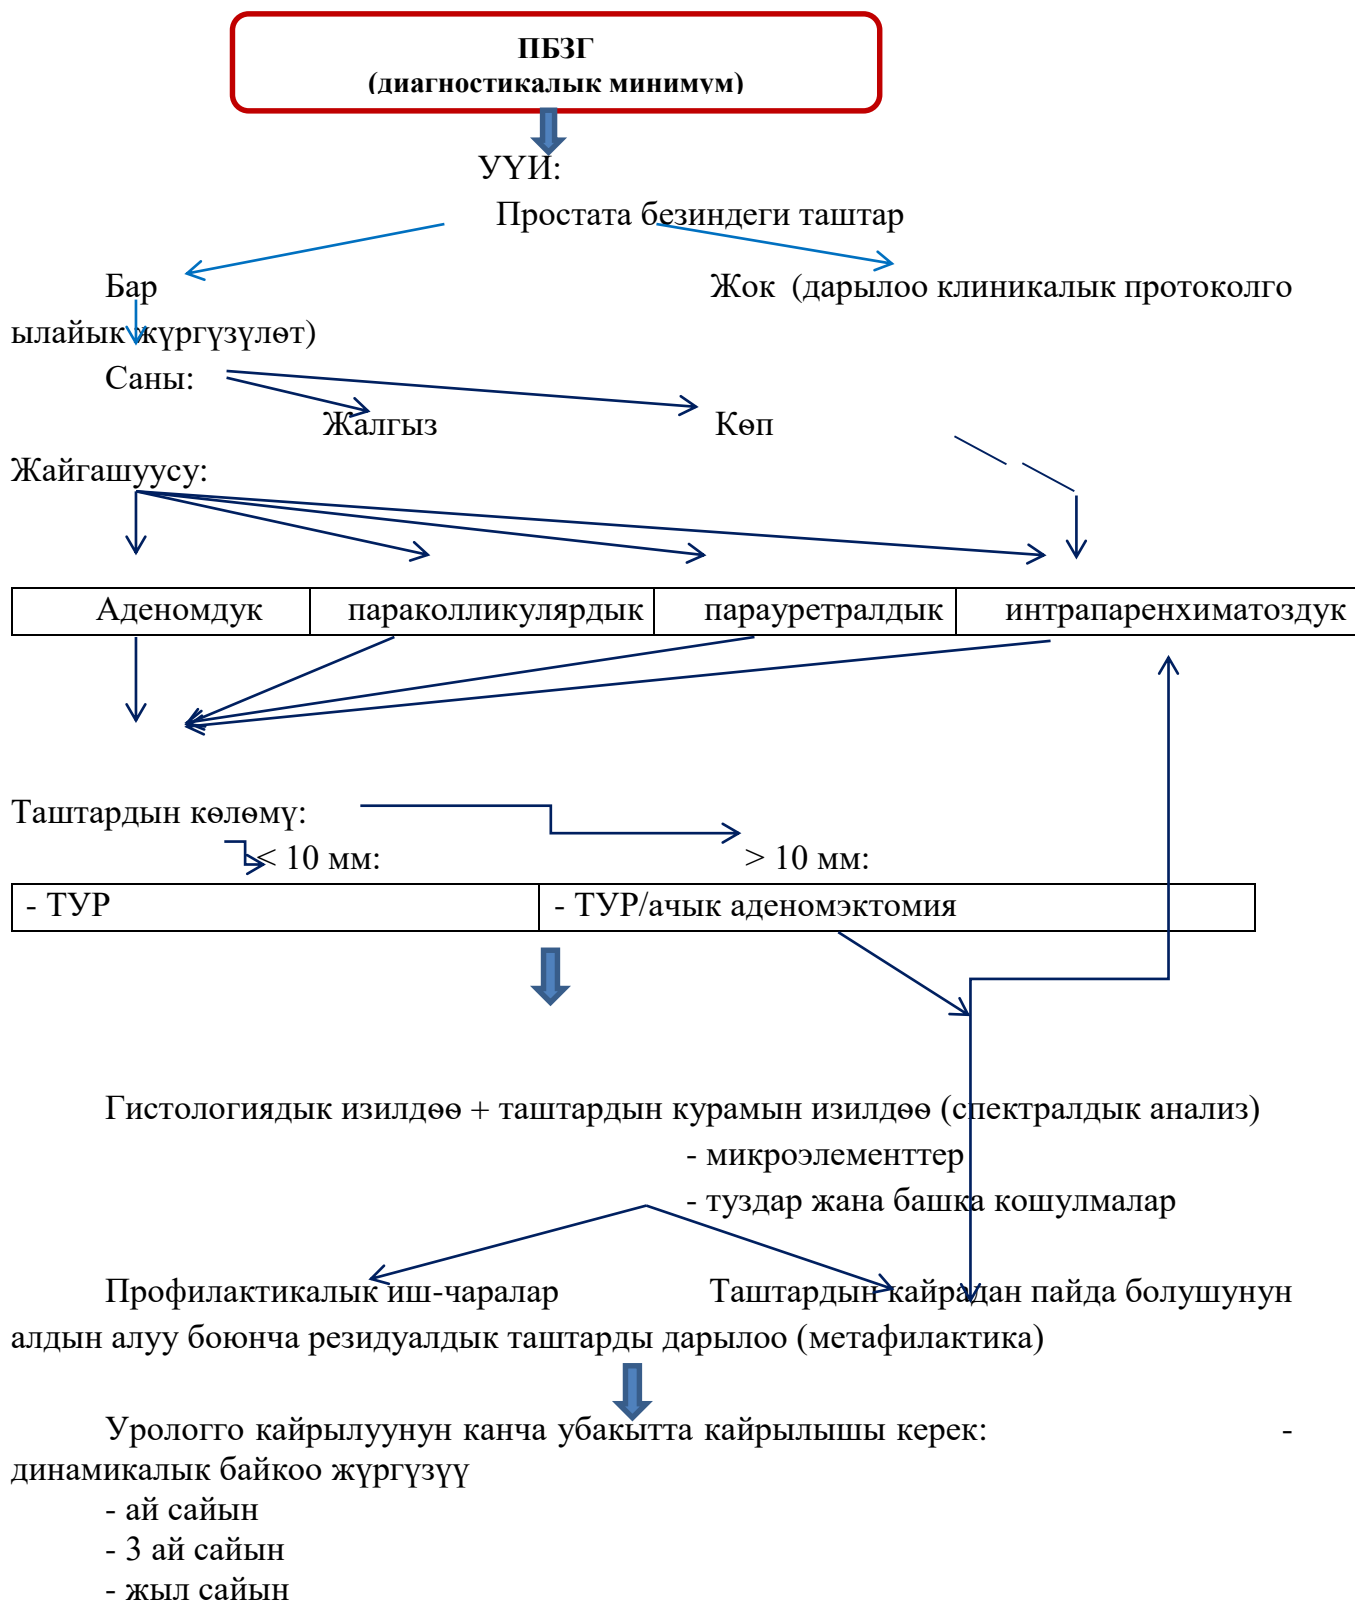 ПБЗГ
(диагностикалык минимум)
УҮИ:
Простата безиндеги таштар
Бар Жок (дарылоо клиникалык протоколго
ылайык жүргүзүлөт)
Саны:
Жалгыз Көп
Жайгашуусу:
Аденомдук параколликулярдык парауретралдык интрапаренхиматоздук
Таштардын көлөмү:
< 10 мм: > 10 мм:
- ТУР - ТУР/ачык аденомэктомия
Гистологиядык изилдөө + таштардын курамын изилдөө (спектралдык анализ)
- микроэлементтер
- туздар жана башка кошулмалар
Профилактикалык иш-чаралар Таштардын кайрадан пайда болушунун
алдын алуу боюнча резидуалдык таштарды дарылоо (метафилактика)
Урологго кайрылуунун канча убакытта кайрылышы керек: -
динамикалык байкоо жүргүзүү
- ай сайын
- 3 ай сайын
- жыл сайын